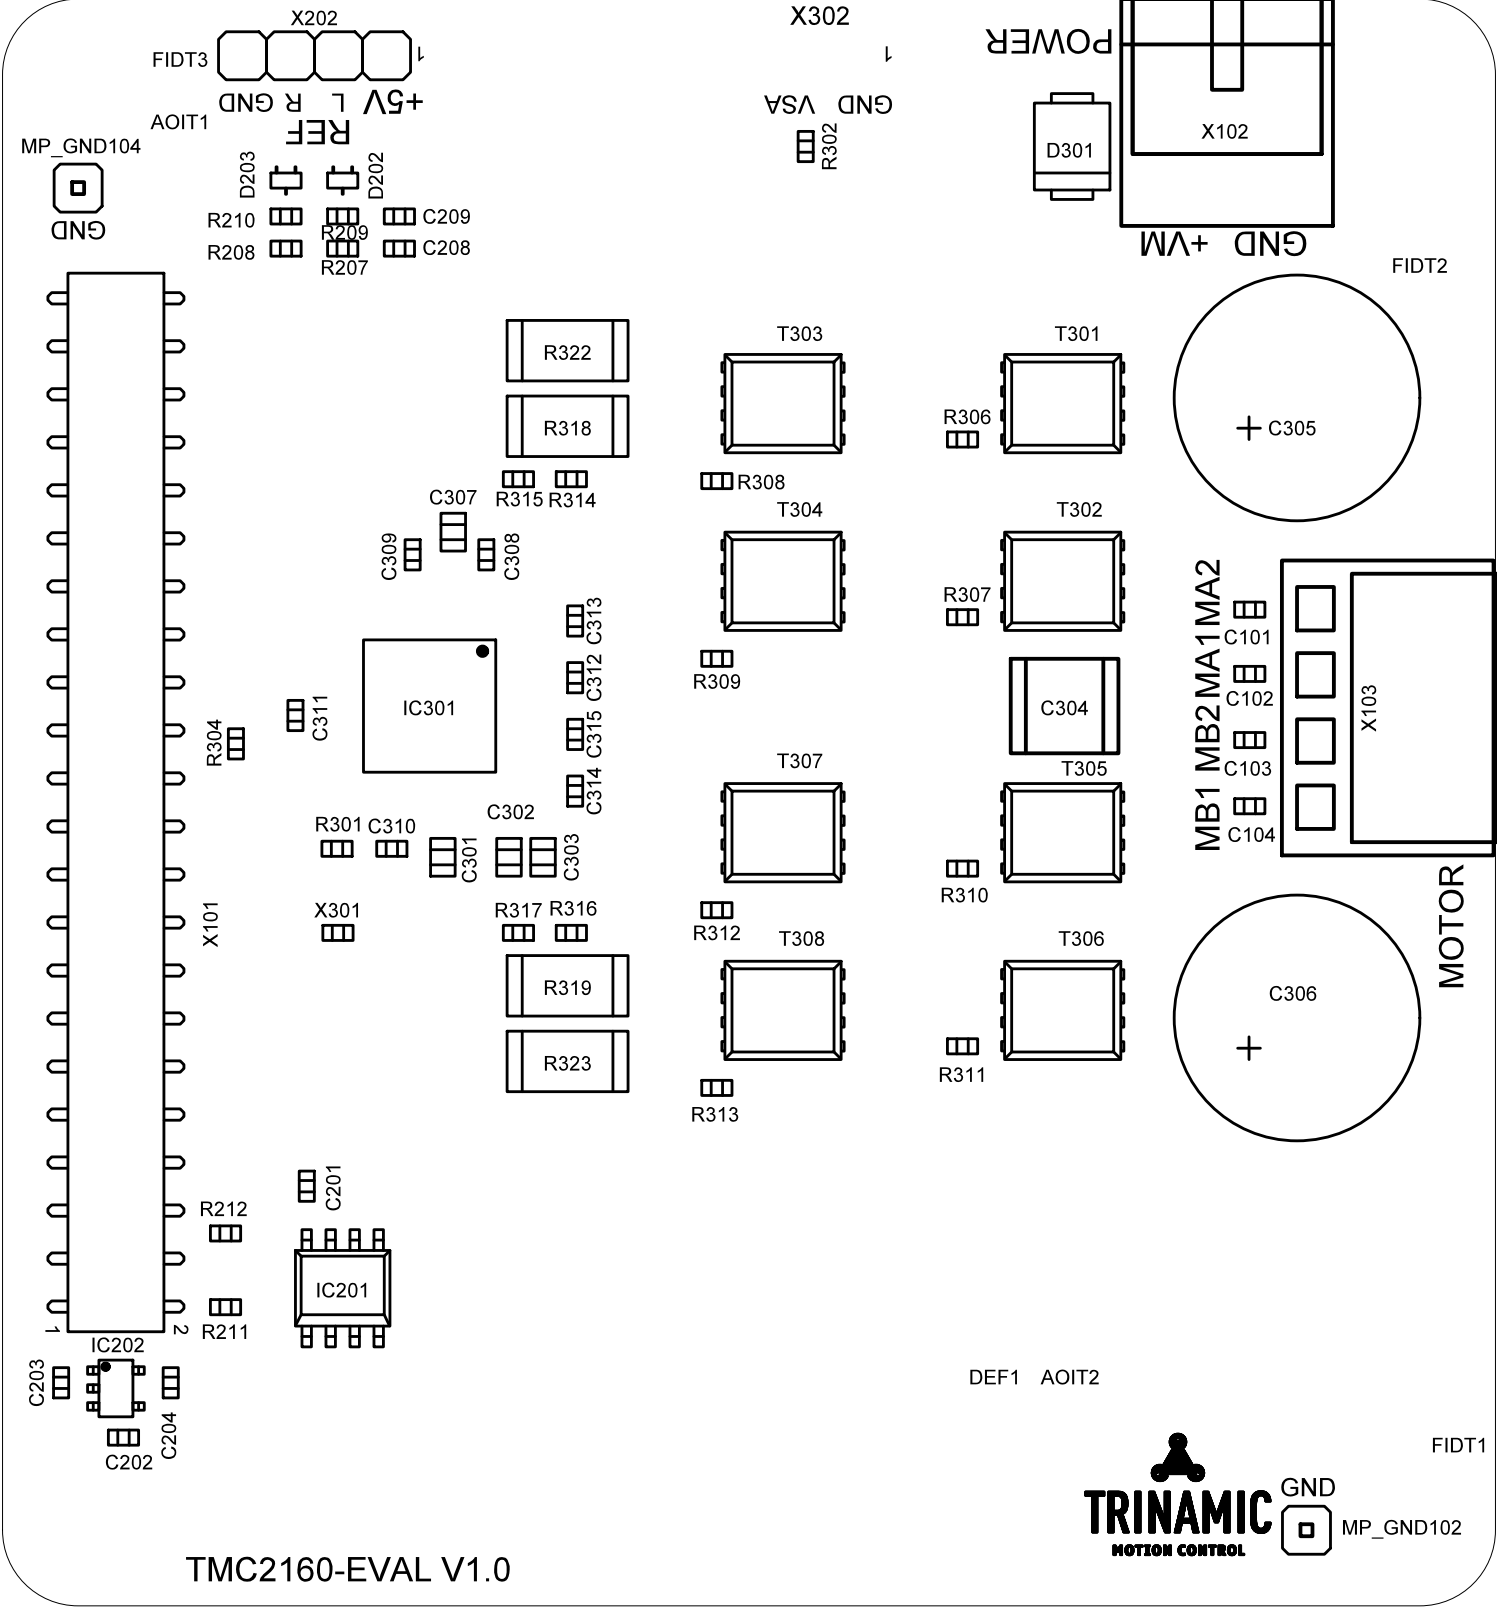 X202
X302
FIDT3
1
1
POWER
GND R L +5V
VSA GND
AOIT1
REF
R302
X102
MP_GND104
D301
D203
D202
R210
R209
C209
GND
R208
R207
C208
+VM GND
FIDT2
R322
T303
T301
R318
R306
C305
R315
R314
R308
C307
T304
T302
C309
C308
MA2
R307
C313
C101
MA1
C312
R309
C102
C311
IC301
C304
X103
R304
C315
MB2
T307
T305
C103
C314
C302
MB1
R301
C310
C104
C301
C303
R310
MOTOR
X301
X101
R317
R316
R312
T308
T306
R319
C306
R323
R311
R313
C201
R212
IC201
1
2
R211
IC202
C203
DEF1
AOIT2
C204
C202
FIDT1
GND
TRINAMIC
MP_GND102
MOTION CONTROL
TMC2160-EVAL V1.0